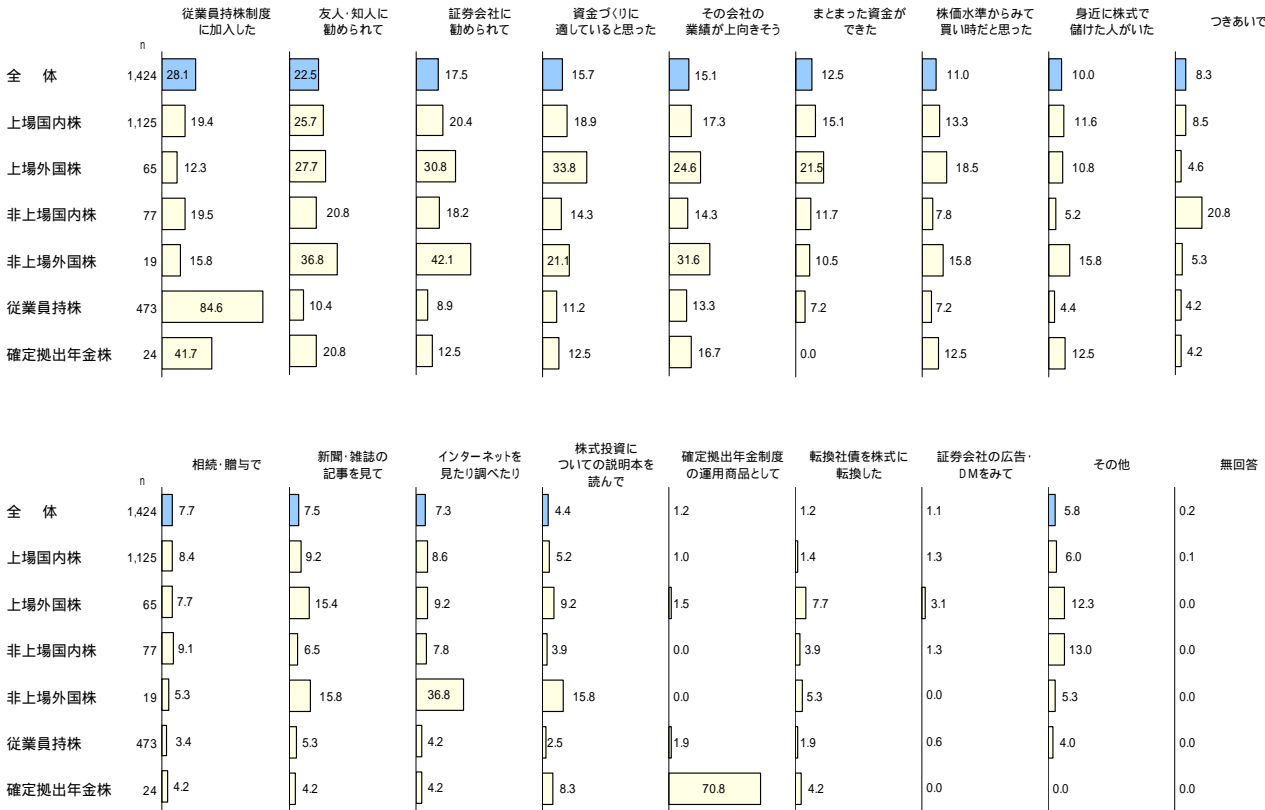 従業員持株制度 友人・知人に 証券会社に 資金づくりに その会社の まとまった資金が 株価水準からみて 身近に株式で つきあいで
に加入した 勧められて 勧められて 適していると思った 業績が上向きそう できた 買い時だと思った 儲けた人がいた
n
全 体 1,424 28.1 22.5 17.5 15.7 15.1 12.5 11.0 10.0 8.3
上場国内株 1,125 19.4 25.7 20.4 18.9 17.3 15.1 13.3 11.6 8.5
上場外国株 65 12.3 27.7 30.8 33.8 24.6 21.5 18.5 10.8 4.6
非上場国内株 77 19.5 20.8 18.2 14.3 14.3 11.7 7.8 5.2 20.8
非上場外国株 19 15.8 36.8 42.1 21.1 31.6 10.5 15.8 15.8 5.3
従業員持株 473 84.6 10.4 8.9 11.2 13.3 7.2 7.2 4.4 4.2
確定拠出年金株 24 41.7 20.8 12.5 12.5 16.7 0.0 12.5 12.5 4.2
相続・贈与で 新聞・雑誌の インターネットを 株式投資に 確定拠出年金制度 転換社債を株式に 証券会社の広告・ その他 無回答
記事を見て 見たり調べたり ついての説明本を の運用商品として 転換した DMをみて
読んで
n
全 体 1,424 7.7 7.5 7.3 4.4 1.2 1.2 1.1 5.8 0.2
上場国内株 1,125 8.4 9.2 8.6 5.2 1.0 1.4 1.3 6.0 0.1
上場外国株 65 7.7 15.4 9.2 9.2 1.5 7.7 3.1 12.3 0.0
非上場国内株 77 9.1 6.5 7.8 3.9 0.0 3.9 1.3 13.0 0.0
非上場外国株 19 5.3 15.8 36.8 15.8 0.0 5.3 0.0 5.3 0.0
従業員持株 473 3.4 5.3 4.2 2.5 1.9 1.9 0.6 4.0 0.0
確定拠出年金株 24 4.2 4.2 4.2 8.3 70.8 4.2 0.0 0.0 0.0